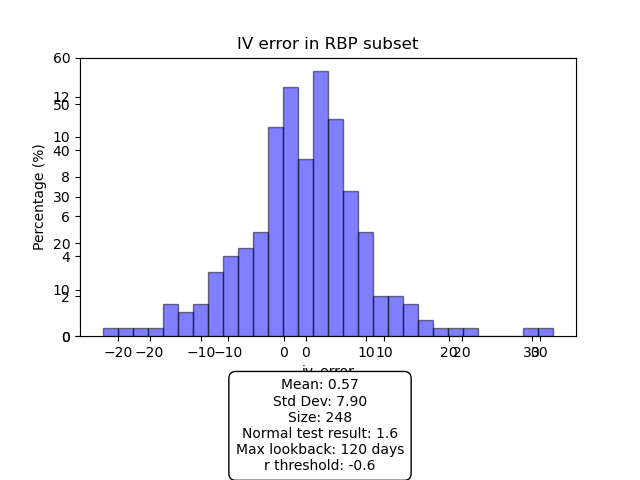 IV error in RBP subset
60
12
50
10
40
8
30
6
20
4
10
2
0
0
Percentage (%)
−20 −20 −10 −10 0 0 10 10 20 20 30 30
iv_error
Mean: 0.57
Std Dev: 7.90
Size: 248
Normal test result: 1.6
Max lookback: 120 days
r threshold: -0.6